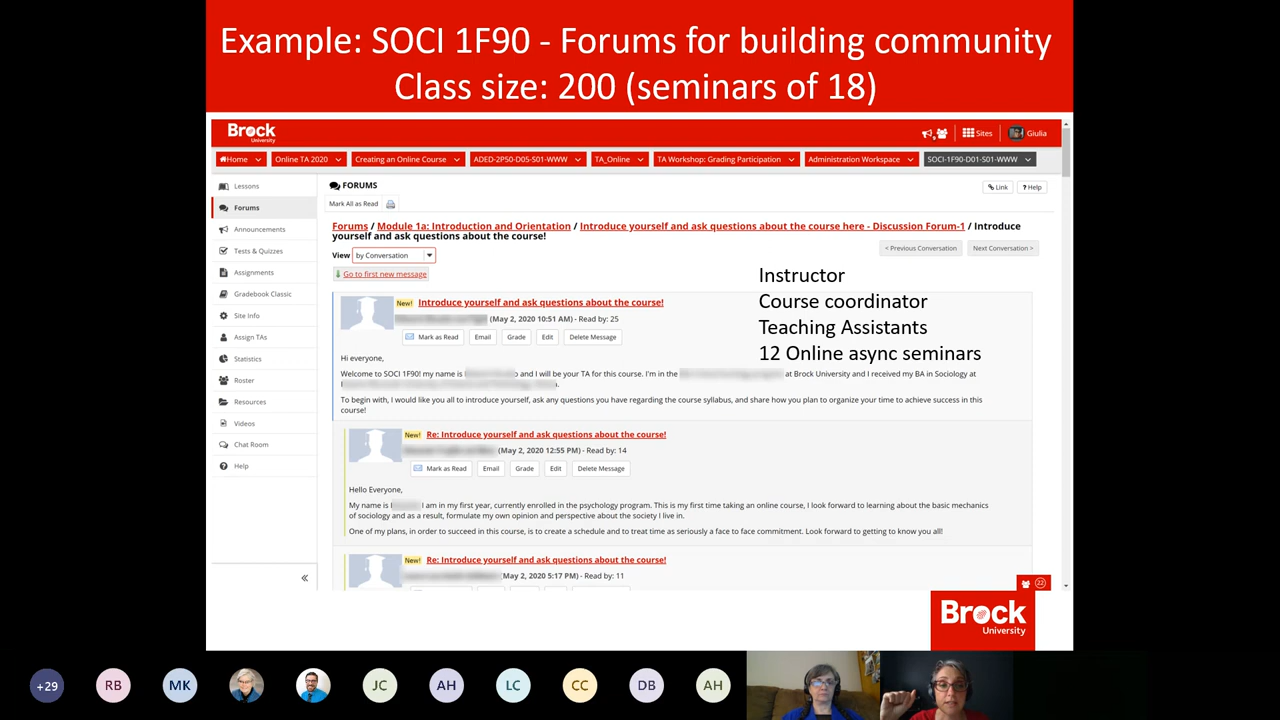 Example: SOCI 1F90 - Forums for building community
Class size: 200 (seminars of 18)
Brock
University
Sites
Giulia
Home
Online TA 2020
Creating an Online Course
ADED-2P50-D05-S01-WWW
TA_Online
TA Workshop: Grading Participation
Administration Workspace
SOCI-1F90-D01-S01-WWW
Lessons
Forums
Announcements
Tests & Quizzes
Assignments
Gradebook Classic
Site Info
Assign TAs
Statistics
Roster
Resources
Videos
Chat Room
Help
FORUMS
Link
? Help
Mark All as Read
Forums / Module 1a: Introduction and Orientation / Introduce yourself and ask questions about the course here - Discussion Forum-1 / Introduce
yourself and ask questions about the course!
View by Conversation
< Previous Conversation
Next Conversation >
Go to first new message
Instructor
Course coordinator
Teaching Assistants
12 Online async seminars
New! Introduce yourself and ask questions about the course!
(May 2, 2020 10:51 AM) - Read by: 25
Mark as Read Email Grade Edit Delete Message
Hi everyone,
Welcome to SOCI 1F90! my name is and I will be your TA for this course. I'm in the at Brock University and I received my BA in Sociology at
To begin with, I would like you all to introduce yourself, ask any questions you have regarding the course syllabus, and share how you plan to organize your time to achieve success in this
course!
New! Re: Introduce yourself and ask questions about the course!
(May 2, 2020 12:55 PM) - Read by: 14
Mark as Read Email Grade Edit Delete Message
Hello Everyone,
My name is I am in my first year, currently enrolled in the psychology program. This is my first time taking an online course, I look forward to learning about the basic mechanics
of sociology and as a result, formulate my own opinion and perspective about the society I live in.
One of my plans, in order to succeed in this course, is to create a schedule and to treat time as seriously a face to face commitment. Look forward to getting to know you all!
New! Re: Introduce yourself and ask questions about the course!
(May 2, 2020 5:17 PM) - Read by: 11
22
Brock
University
+29
RB
MK
JC
AH
LC
CC
DB
AH